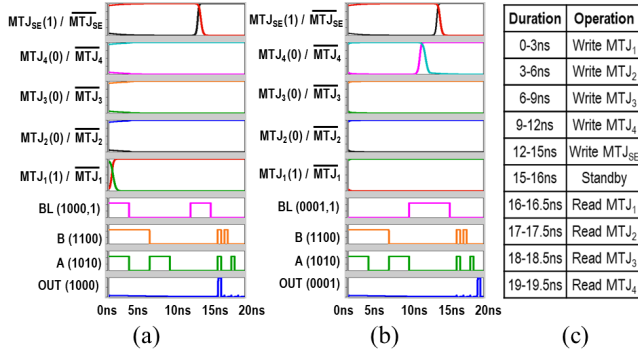 MTJSE(1) / MTJSE
MTJ4(0) / MTJ4
MTJ3(0) / MTJ3
MTJ2(0) / MTJ2
MTJ1(1) / MTJ1
BL (1000,1)
B (1100)
A (1010)
OUT (1000)
0ns 5ns 10ns 15ns 20ns
(a)
MTJSE(1) / MTJSE
MTJ4(0) / MTJ4
MTJ3(0) / MTJ3
MTJ2(0) / MTJ2
MTJ1(1) / MTJ1
BL (0001,1)
B (1100)
A (1010)
OUT (0001)
0ns 5ns 10ns 15ns 20ns
(b)
Duration Operation
0-3ns Write MTJ1
3-6ns Write MTJ2
6-9ns Write MTJ3
9-12ns Write MTJ4
12-15ns Write MTJSE
15-16ns Standby
16-16.5ns Read MTJ1
17-17.5ns Read MTJ2
18-18.5ns Read MTJ3
19-19.5ns Read MTJ4
(c)